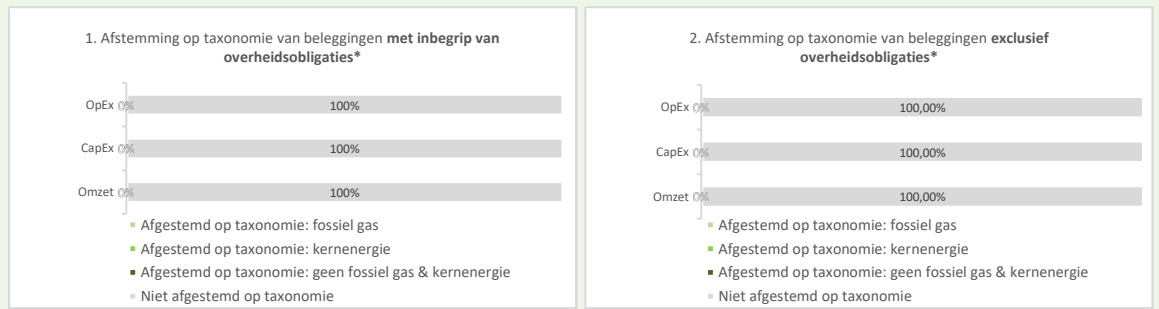 1. Afstemming op taxonomie van beleggingen met inbegrip van
overheidsobligaties*
OpEx 0% 100%
CapEx 0% 100%
Omzet 0% 100%
Afgestemd op taxonomie: fossiel gas
Afgestemd op taxonomie: kernenergie
Afgestemd op taxonomie: geen fossiel gas & kernenergie
Niet afgestemd op taxonomie
2. Afstemming op taxonomie van beleggingen exclusief
overheidsobligaties*
OpEx 0% 100,00%
CapEx 0% 100,00%
Omzet 0% 100,00%
Afgestemd op taxonomie: fossiel gas
Afgestemd op taxonomie: kernenergie
Afgestemd op taxonomie: geen fossiel gas & kernenergie
Niet afgestemd op taxonomie